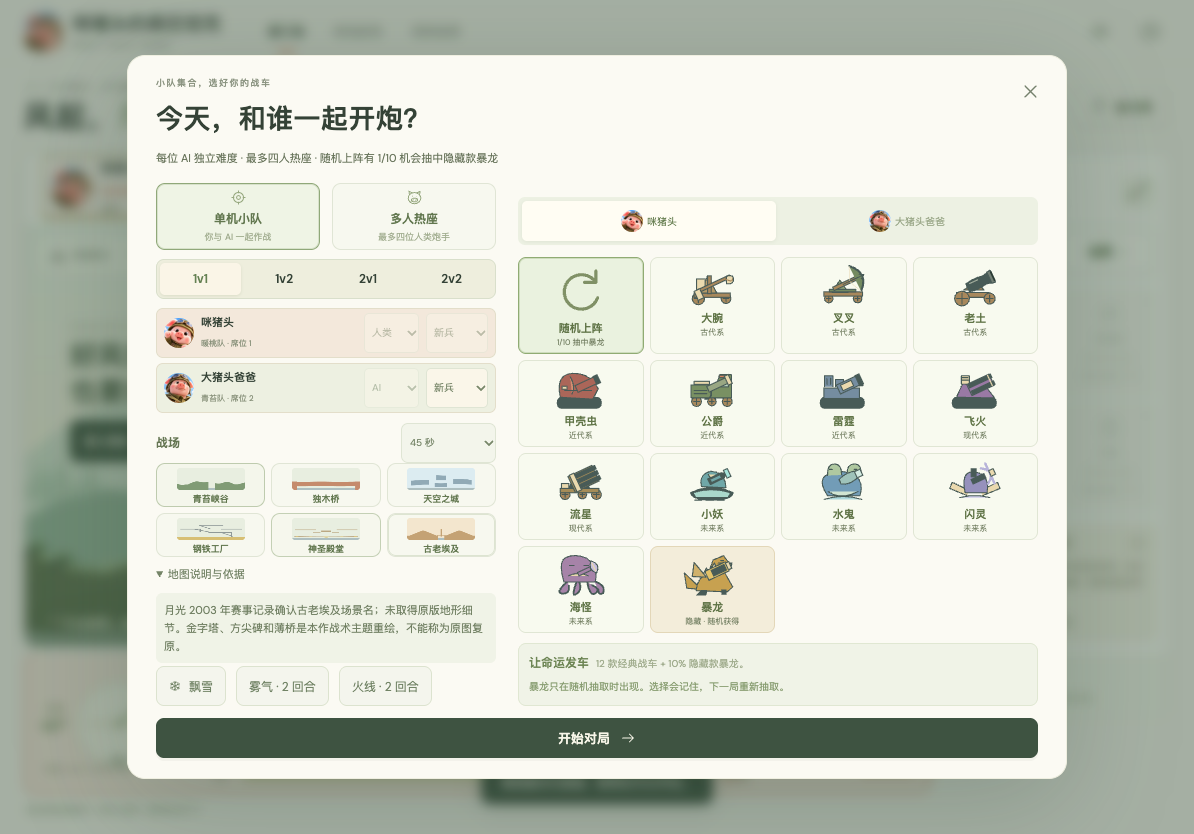 小队集合，选好你的战车
今天，和谁一起开炮?
每位 AI 独立难度 · 最多四人热座 · 随机上阵有 1/10 机会抽中隐藏款暴龙
单机小队
你与 AI 一起作战
多人热座
最多四位人类炮手
1v1
1v2
2v1
2v2
咪猪头
暖桃队 · 席位 1
人类
新兵
大猪头爸爸
青苔队 · 席位 2
AI
新兵
战场
45 秒
青苔峡谷
独木桥
天空之城
钢铁工厂
神圣殿堂
古老埃及
▼ 地图说明与依据
月光 2003 年赛事记录确认古老埃及场景名；未取得原版地形细
节。金字塔、方尖碑和薄桥是本作战术主题重绘，不能称为原图复
原。
飘雪
雾气 · 2 回合
火线 · 2 回合
咪猪头
大猪头爸爸
随机上阵
1/10 抽中暴龙
大腕
古代系
叉叉
古代系
老土
古代系
甲壳虫
近代系
公爵
近代系
雷霆
近代系
飞火
现代系
流星
现代系
小妖
未来系
水鬼
未来系
闪灵
未来系
海怪
未来系
暴龙
隐藏 · 随机获得
让命运发车 12 款经典战车 + 10% 隐藏款暴龙。
暴龙只在随机抽取时出现。选择会记住，下一局重新抽取。
开始对局 →